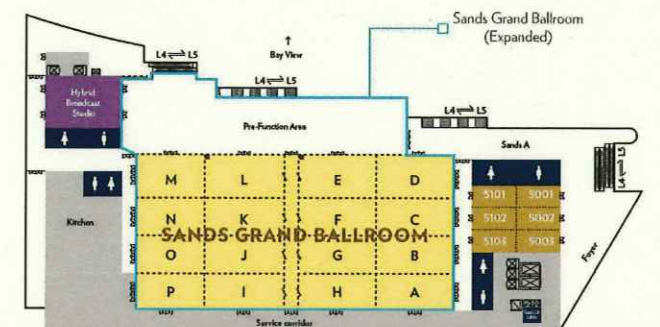 Sands Grand Ballroom
(Expanded)
↑
Bay View
L4 ⇌ L5
L4 ⇌ L5
L4 ⇌ L5
L4 ⇌ L5
Hybrid
Broadcast
Studio
Pre-Function Area
Sands A
Kitchen
M L E D
N K F C
SANDS GRAND BALLROOM
O J G B
P I H A
5101 5001
5102 5002
5103 5003
Foyer
Service corridor